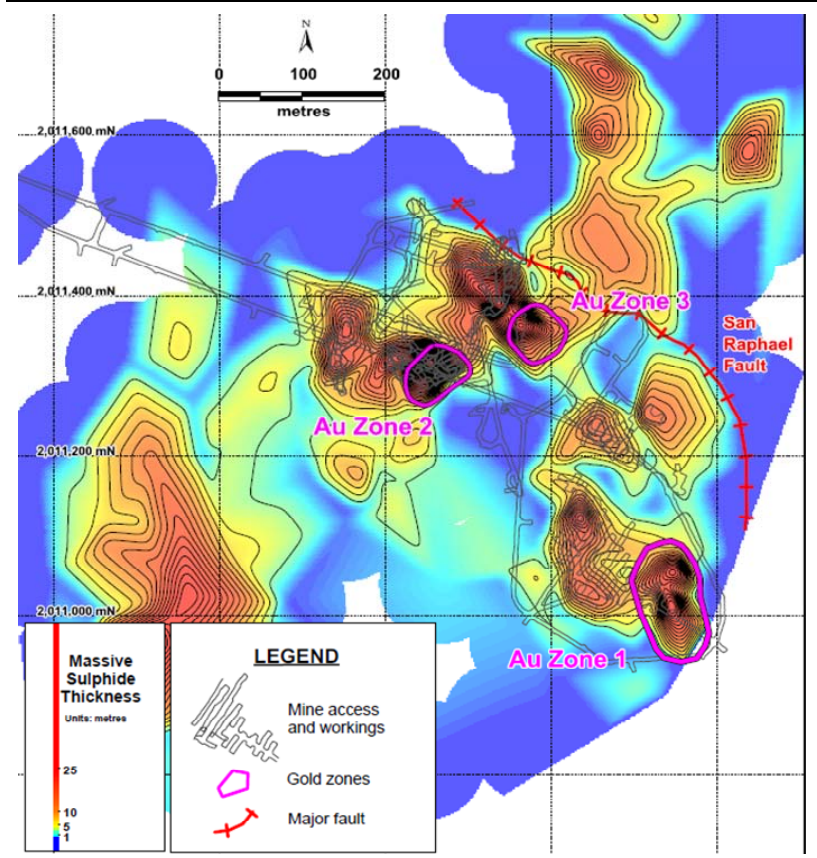 N
0 100 200
metres
2,011,600 mN
2,011,400 mN
Au Zone 3
San
Raphael
Fault
Au Zone 2
2,011,200 mN
2,011,000 mN
Au Zone 1
Massive
Sulphide
Thickness
Units: metres
25
10
5
1
LEGEND
Mine access
and workings
Gold zones
Major fault